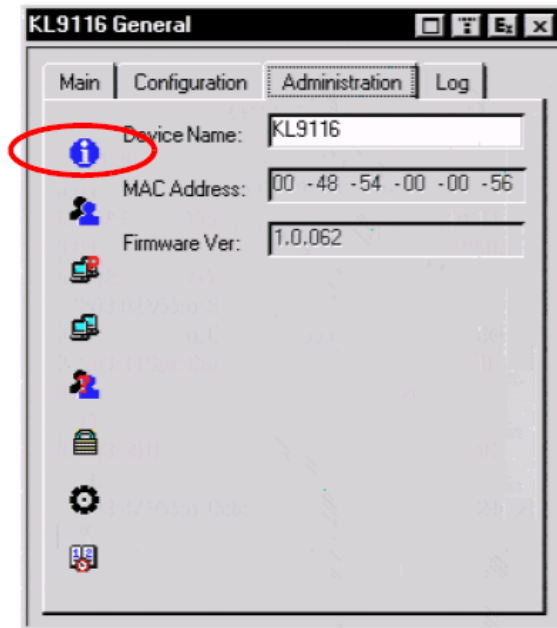 KL9116 General
Main Configuration Administration Log
Device Name: KL9116
MAC Address: 00 -48 -54 -00 -00 -56
Firmware Ver: 1.0.062